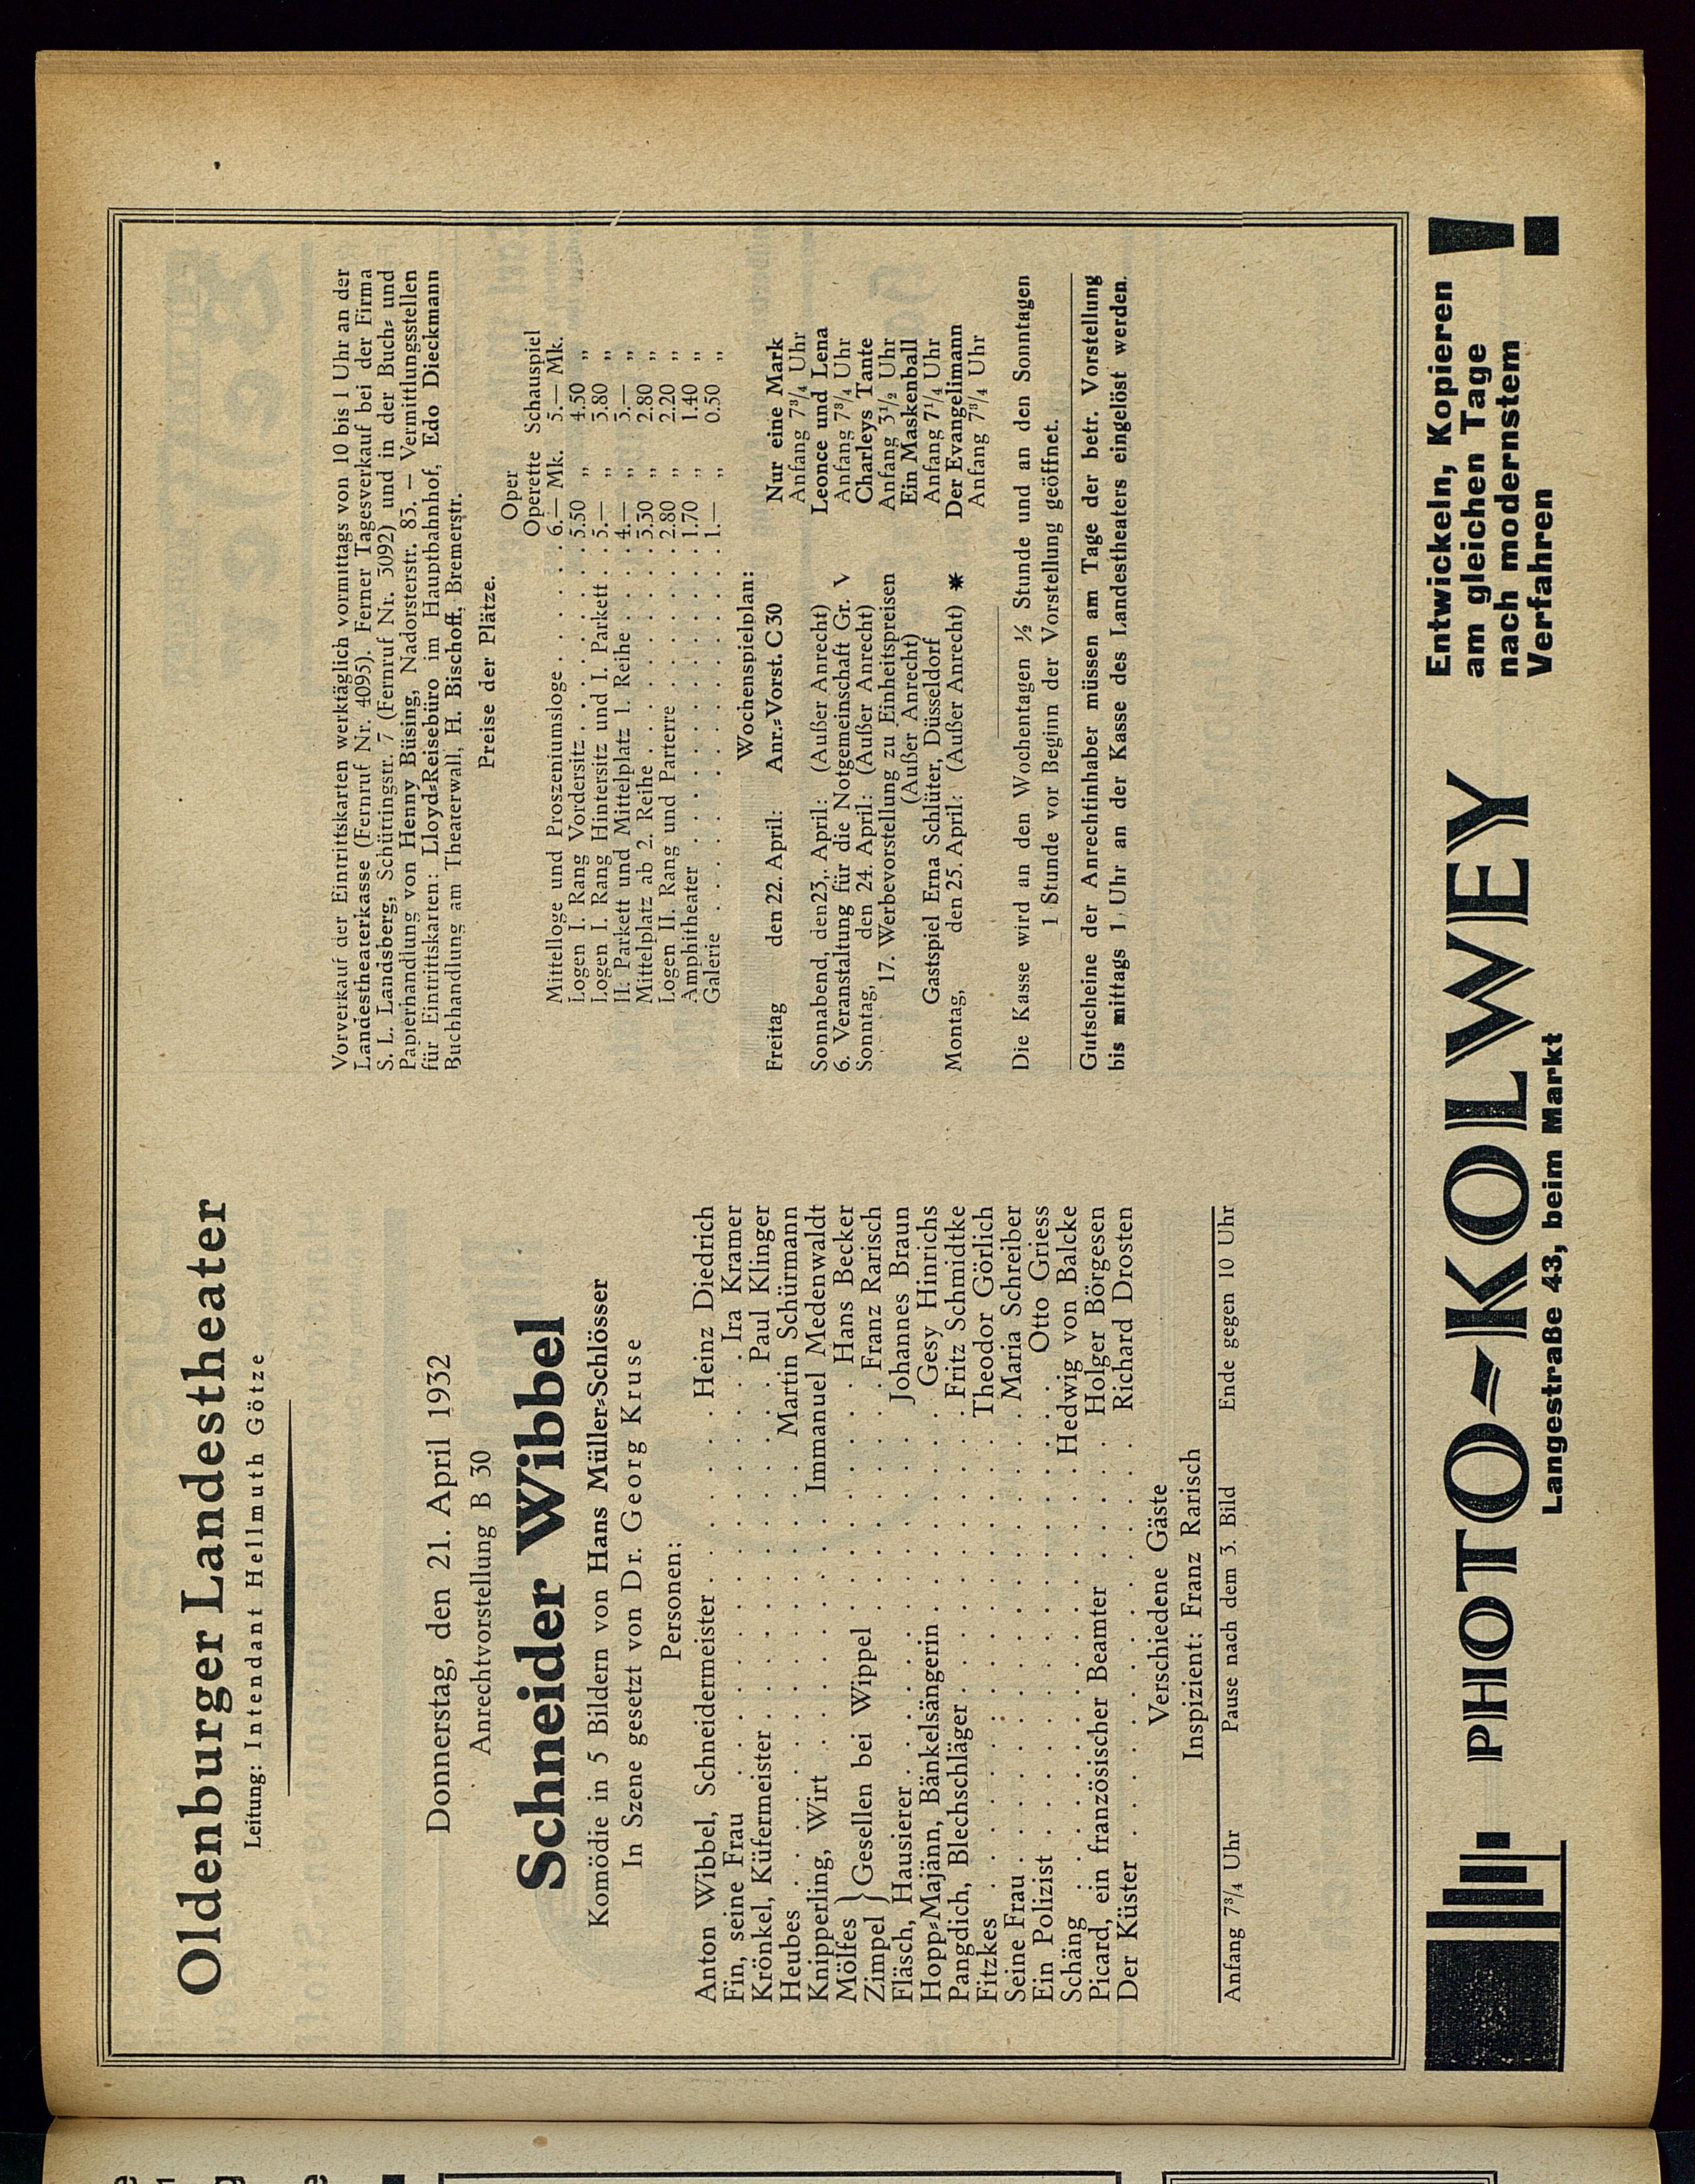 Oldenburger Landestheater
Leitung: Intendant Hellmuth Götze
Donnerstag, den 21. April 1932
Anrechtvorstellung B 30
Schneider Wibbel
Komödie in 5 Bildern von Hans Müller=Schlösser
In Szene gesetzt von Dr. Georg Kruse
Personen:
Anton Wibbel, Schneidermeister . . . . . . . Heinz Diedrich
Fin, seine Frau . . . . . . . . . . . . Ira Kramer
Krönkel, Küfermeister . . . . . . . . . . Paul Klinger
Heubes . . . . . . . . . . . . Martin Schürmann
Knipperling, Wirt . . . . . . . Immanuel Medenwaldt
Mölfes } Gesellen bei Wippel . . . . . . . Hans Becker
Zimpel . . . . . . . Franz Rarisch
Fläsch, Hausierer . . . . . . . . . . Johannes Braun
Hopp=Majänn, Bänkelsängerin . . . . . . . Gesy Hinrichs
Pangdich, Blechschläger . . . . . . . . Fritz Schmidtke
Fitzkes . . . . . . . . . . . . Theodor Görlich
Seine Frau . . . . . . . . . . . . Maria Schreiber
Ein Polizist . . . . . . . . . . . . Otto Griess
Schäng . . . . . . . . . . . . Hedwig von Balcke
Picard, ein französischer Beamter . . . . . Holger Börgesen
Der Küster . . . . . . . . . . . Richard Drosten
Verschiedene Gäste
Inspizient: Franz Rarisch
Anfang 7³/₄ Uhr Pause nach dem 3. Bild Ende gegen 10 Uhr
Vorverkauf der Eintrittskarten werktäglich vormittags von 10 bis 1 Uhr an der
Landestheaterkasse (Fernruf Nr. 4095). Ferner Tagesverkauf bei der Firma
S. L. Landsberg, Schüttingstr. 7 (Fernruf Nr. 3092) und in der Buch= und
Papierhandlung von Henny Büsing, Nadorsterstr. 83. — Vermittlungsstellen
für Eintrittskarten: Lloyd=Reisebüro im Hauptbahnhof, Edo Dieckmann
Buchhandlung am Theaterwall, H. Bischoff, Bremerstr.
Preise der Plätze.
Oper
Operette Schauspiel
Mittelloge und Proszeniumsloge . . . . . . 6.— Mk. 5.— Mk.
Logen I. Rang Vordersitz . . . . . . 5.50 „ 4.50 „
Logen I. Rang Hintersitz und I. Parkett . . 5.— „ 3.80 „
II. Parkett und Mittelplatz 1. Reihe . . . . 4.— „ 3.— „
Mittelplatz ab 2. Reihe . . . . . . . 3.30 „ 2.80 „
Logen II. Rang und Parterre . . . . . . 2.80 „ 2.20 „
Amphitheater . . . . . . . . . . 1.70 „ 1.40 „
Galerie . . . . . . . . . . . 1.— „ 0.50 „
Wochenspielplan:
Freitag den 22. April: Anr.=Vorst. C 30 Nur eine Mark
Anfang 7³/₄ Uhr
Sonnabend, den 23. April: (Außer Anrecht) Leonce und Lena
6. Veranstaltung für die Notgemeinschaft Gr. V Anfang 7³/₄ Uhr
Sonntag, den 24. April: (Außer Anrecht) Charleys Tante
17. Werbevorstellung zu Einheitspreisen Anfang 3¹/₂ Uhr
(Außer Anrecht) Ein Maskenball
Gastspiel Erna Schlüter, Düsseldorf Anfang 7¹/₄ Uhr
Montag, den 25. April: (Außer Anrecht) * Der Evangelimann
Anfang 7³/₄ Uhr
Die Kasse wird an den Wochentagen ½ Stunde und an den Sonntagen
1 Stunde vor Beginn der Vorstellung geöffnet.
Gutscheine der Anrechtinhaber müssen am Tage der betr. Vorstellung
bis mittags 1 Uhr an der Kasse des Landestheaters eingelöst werden.
PHOTO-KOLWEY
Langestraße 43, beim Markt
Entwickeln, Kopieren
am gleichen Tage
nach modernstem
Verfahren
!